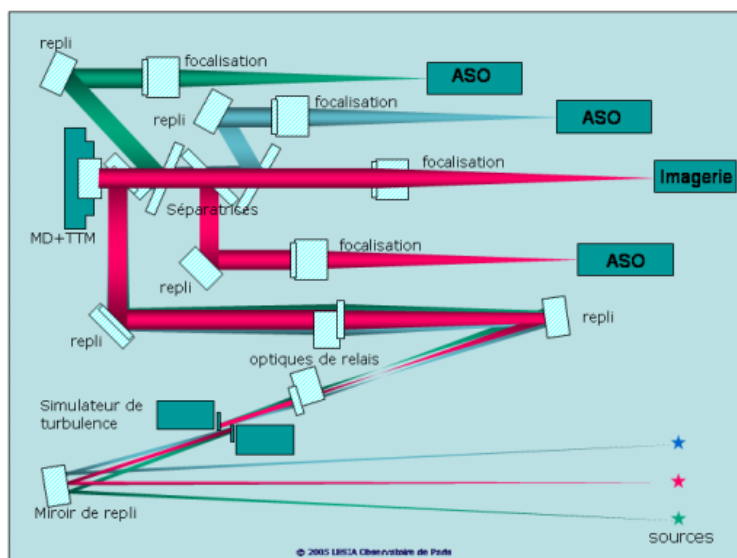 repli
focalisation
ASO
focalisation
repli
ASO
focalisation
Imagerie
Séparatrices
MD+TTM
focalisation
ASO
repli
repli
repli
optiques de relais
Simulateur de
turbulence
Miroir de repli
sources
© 2005 LESIA Observatoire de Paris